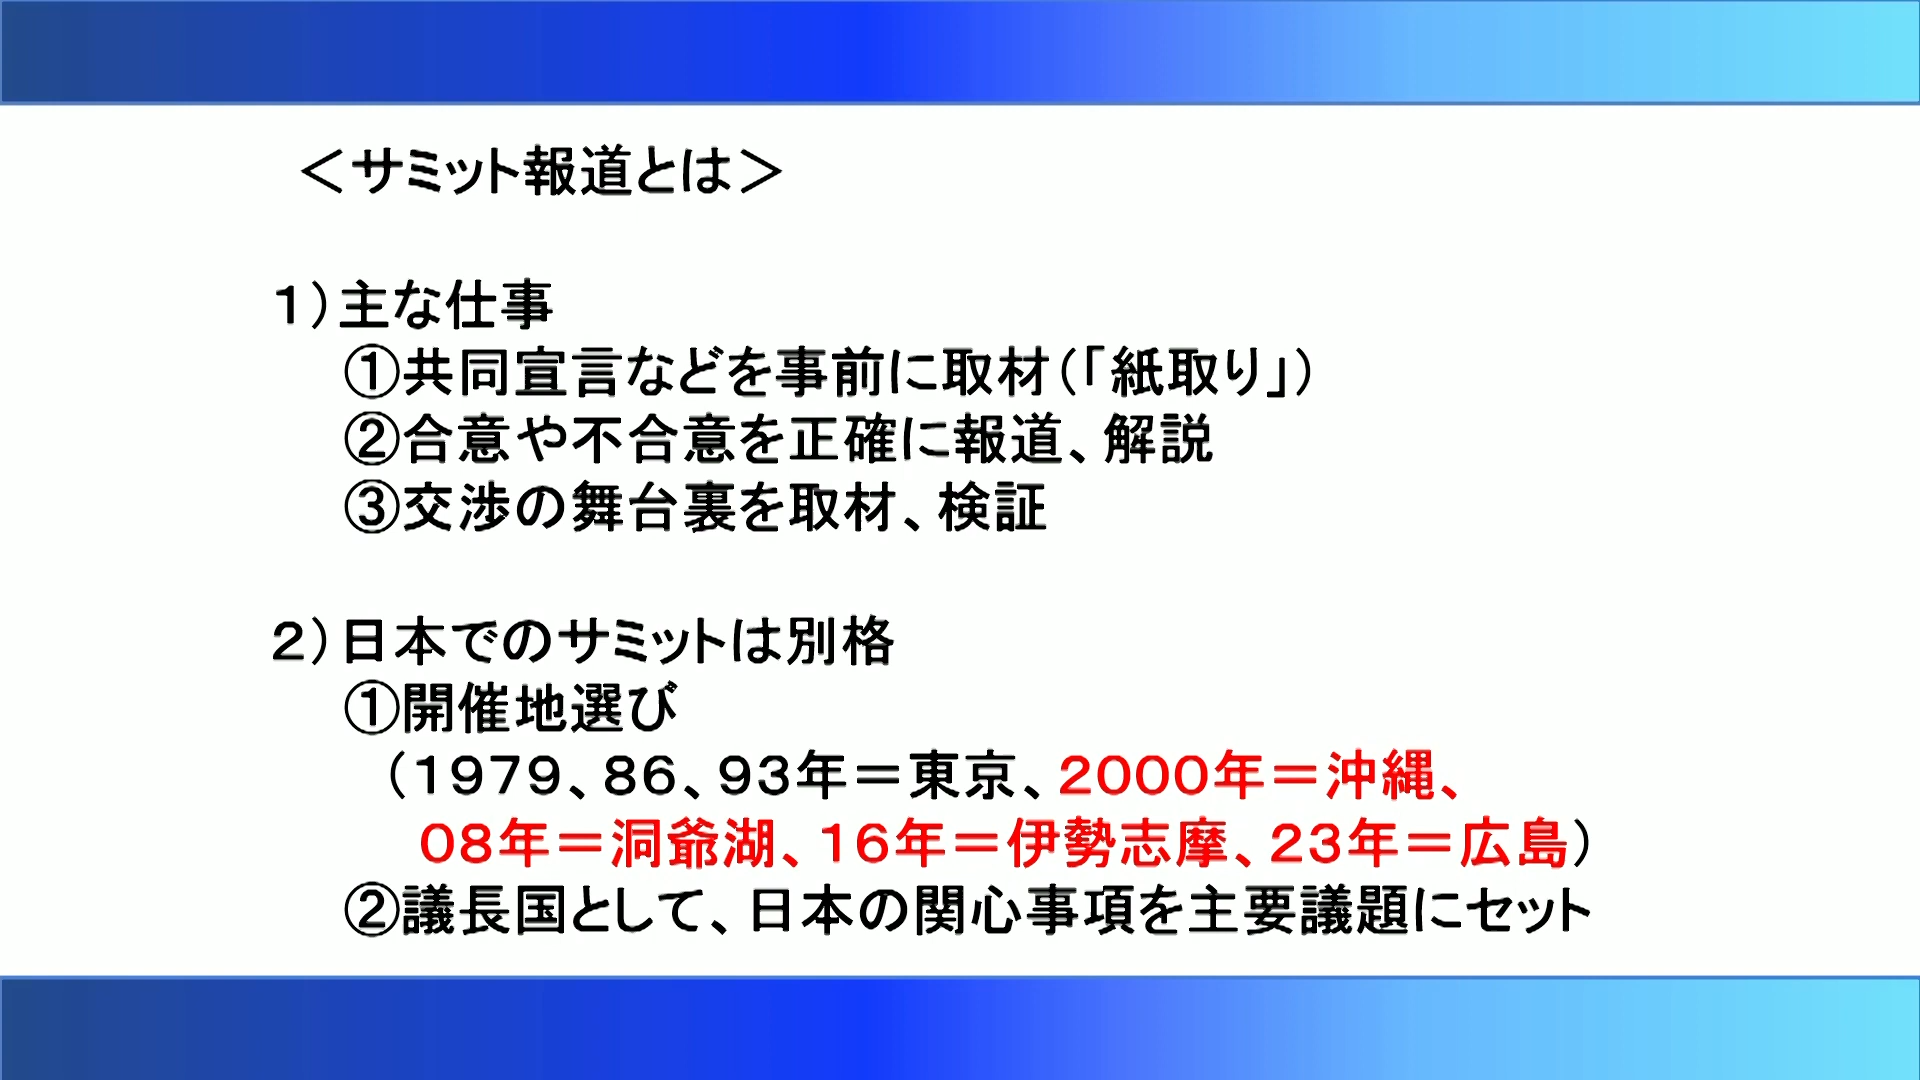 ＜サミット報道とは＞
１）主な仕事
①共同宣言などを事前に取材（「紙取り」）
②合意や不合意を正確に報道、解説
③交渉の舞台裏を取材、検証
２）日本でのサミットは別格
①開催地選び
（１９７９、８６、９３年＝東京、２０００年＝沖縄、
０８年＝洞爺湖、１６年＝伊勢志摩、２３年＝広島）
②議長国として、日本の関心事項を主要議題にセット